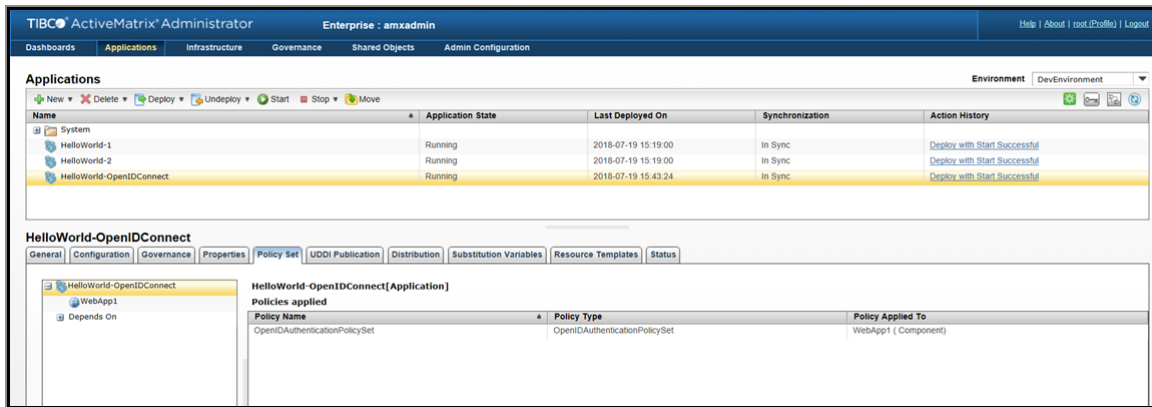 TIBCO ActiveMatrix® Administrator Enterprise : amxadmin Help | About | root (Profile) | Logout
Dashboards Applications Infrastructure Governance Shared Objects Admin Configuration
Applications Environment DevEnvironment
New Delete Deploy Undeploy Start Stop Move
Name Application State Last Deployed On Synchronization Action History
System
HelloWorld-1 Running 2018-07-19 15:19:00 In Sync Deploy with Start Successful
HelloWorld-2 Running 2018-07-19 15:19:00 In Sync Deploy with Start Successful
HelloWorld-OpenIDConnect Running 2018-07-19 15:43:24 In Sync Deploy with Start Successful
HelloWorld-OpenIDConnect
General Configuration Governance Properties Policy Set UDDI Publication Distribution Substitution Variables Resource Templates Status
HelloWorld-OpenIDConnect HelloWorld-OpenIDConnect[Application]
WebApp1 Policies applied
Depends On Policy Name Policy Type Policy Applied To
OpenIDAuthenticationPolicySet OpenIDAuthenticationPolicySet WebApp1 ( Component)